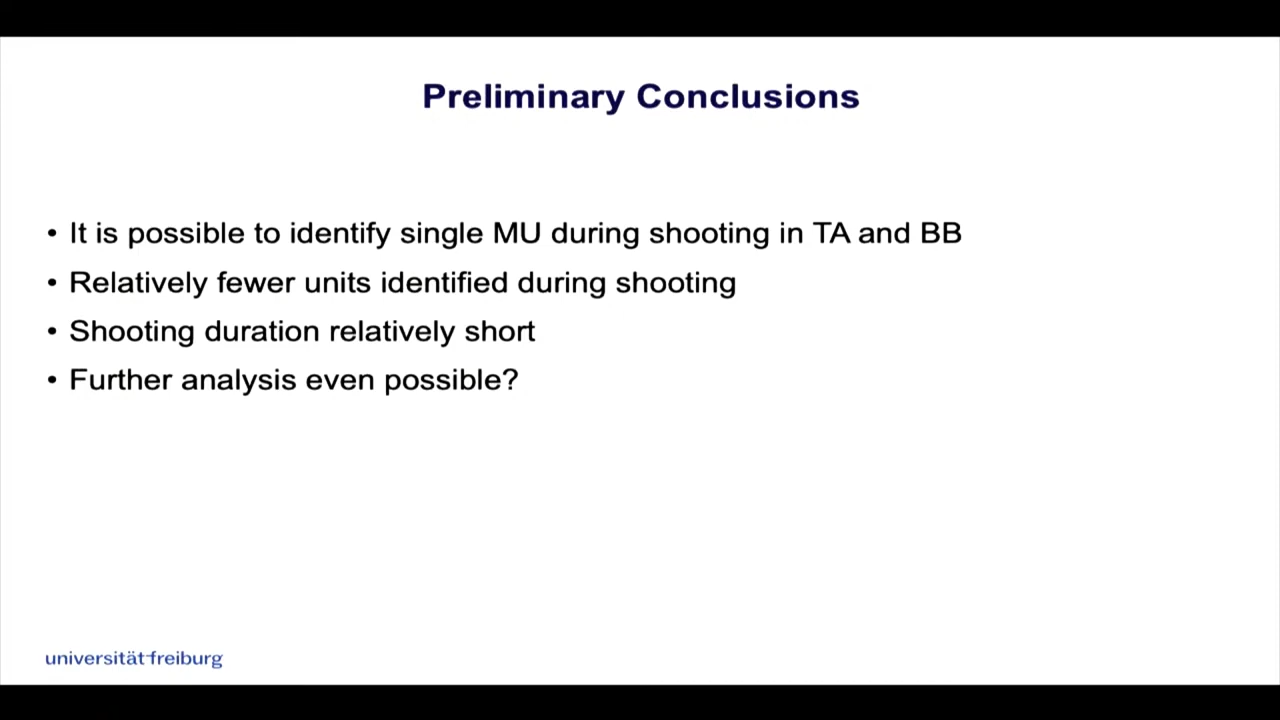 Preliminary Conclusions
• It is possible to identify single MU during shooting in TA and BB
• Relatively fewer units identified during shooting
• Shooting duration relatively short
• Further analysis even possible?
universität freiburg